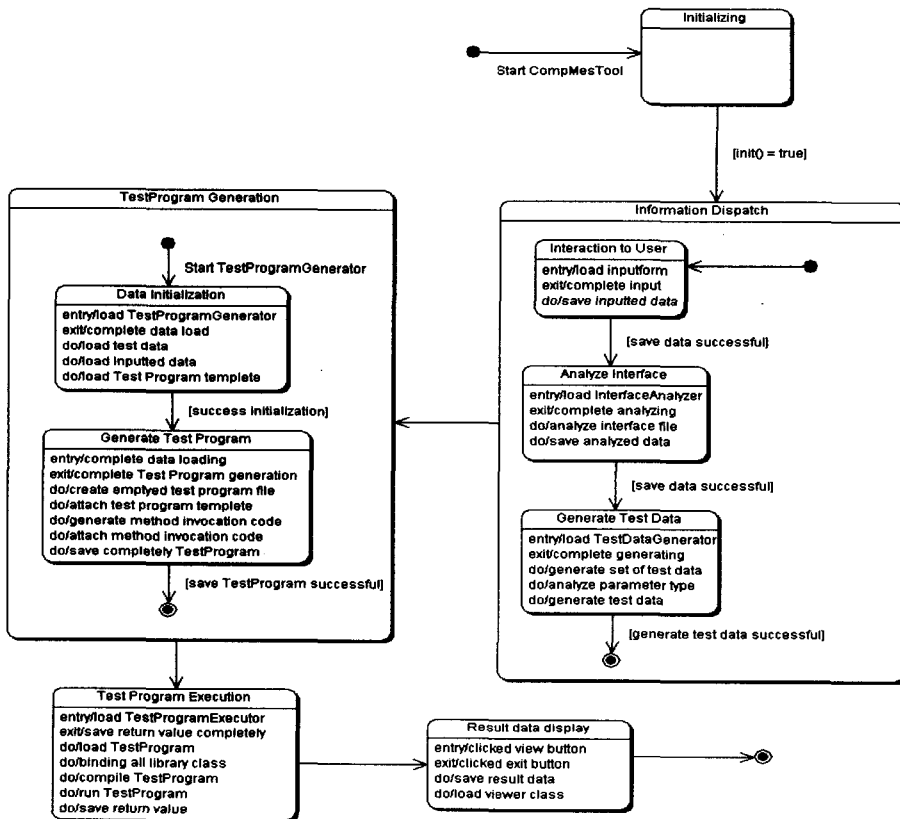 Initializing
Start CompMesTool
[init() = true]
TestProgram Generation
Start TestProgramGenerator
Data Initialization
entry/load TestProgramGenerator
exit/complete data load
do/load test data
do/load inputted data
do/load Test Program templete
[success initialization]
Generate Test Program
entry/complete data loading
exit/complete Test Program generation
do/create emptyed test program file
do/attach test program templete
do/generate method invocation code
do/attach method invocation code
do/save completely TestProgram
[save TestProgram successful]
Information Dispatch
Interaction to User
entry/load inputform
exit/complete input
do/save inputted data
[save data successful]
Analyze Interface
entry/load InterfaceAnalyzer
exit/complete analyzing
do/analyze interface file
do/save analyzed data
[save data successful]
Generate Test Data
entry/load TestDataGenerator
exit/complete generating
do/generate set of test data
do/analyze parameter type
do/generate test data
[generate test data successful]
Test Program Execution
entry/load TestProgramExecutor
exit/save return value completely
do/load TestProgram
do/binding all library class
do/compile TestProgram
do/run TestProgram
do/save return value
Result data display
entry/clicked view button
exit/clicked exit button
do/save result data
do/load viewer class